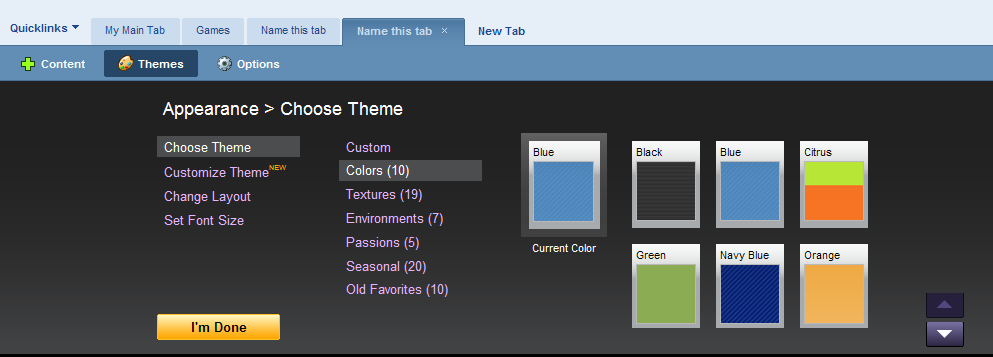 Quicklinks My Main Tab Games Name this tab Name this tab × New Tab
Content Themes Options
Appearance > Choose Theme
Choose Theme
Customize Theme NEW
Change Layout
Set Font Size
Custom
Colors (10)
Textures (19)
Environments (7)
Passions (5)
Seasonal (20)
Old Favorites (10)
Blue
Current Color
Black Blue Citrus
Green Navy Blue Orange
I'm Done